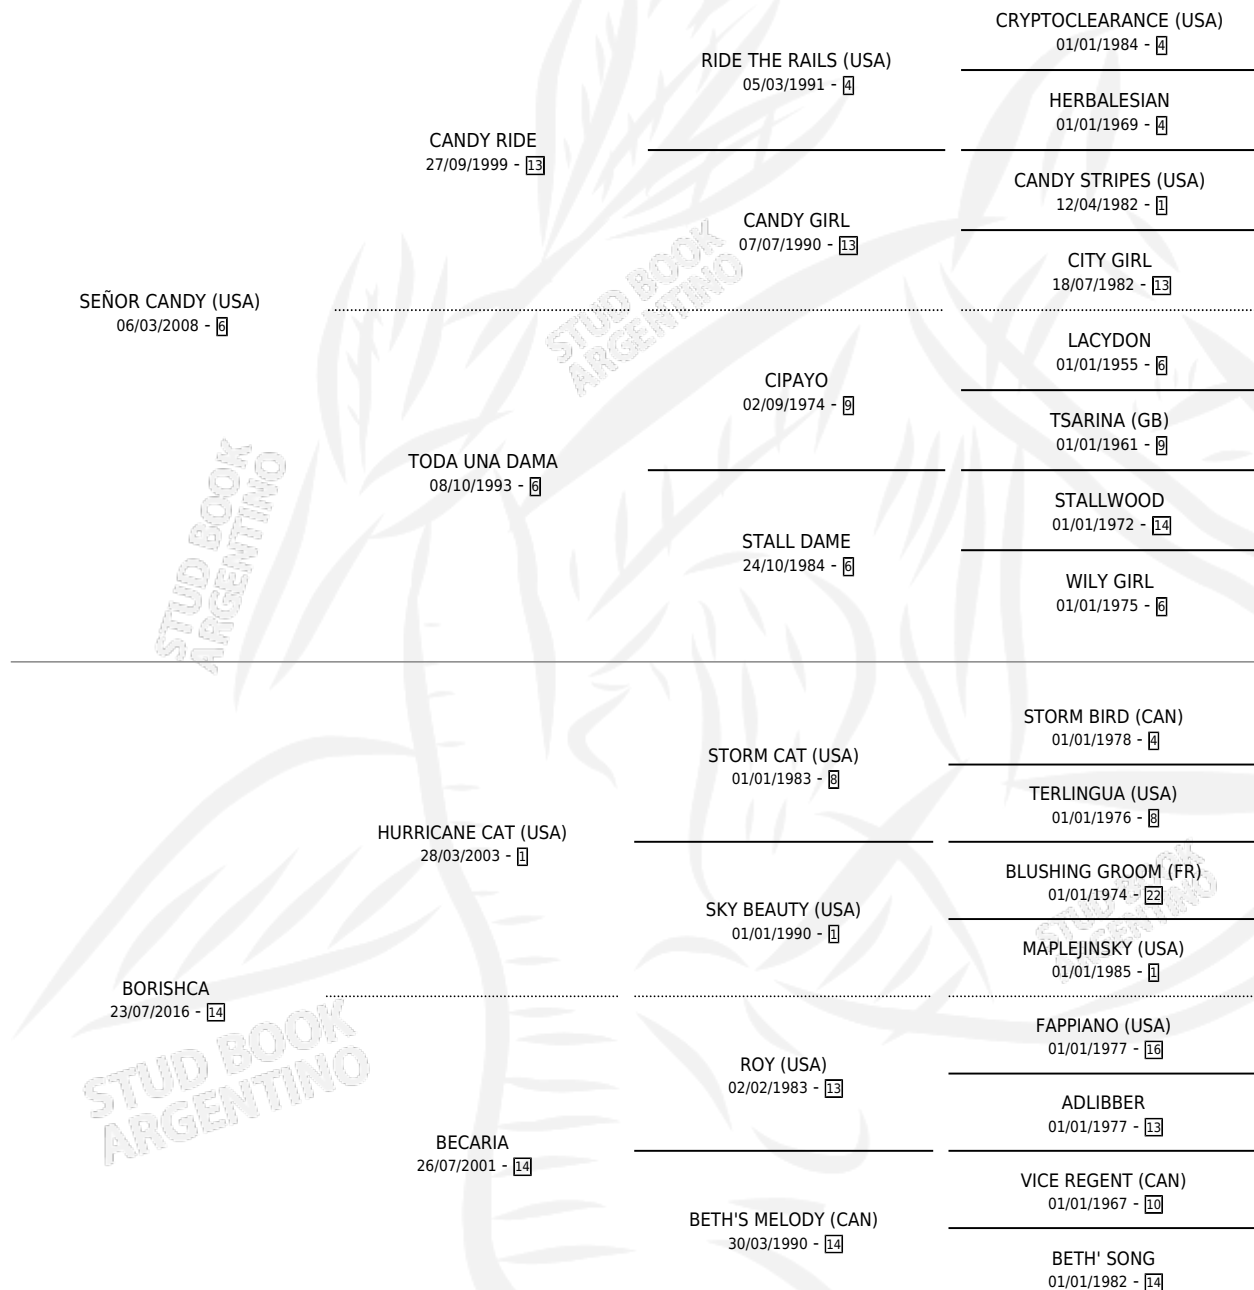 CRYPTOCLEARANCE (USA)
01/01/1984 - 4
RIDE THE RAILS (USA)
05/03/1991 - 4
HERBALESIAN
01/01/1969 - 4
CANDY RIDE
27/09/1999 - 13
CANDY STRIPES (USA)
12/04/1982 - 1
CANDY GIRL
07/07/1990 - 13
CITY GIRL
18/07/1982 - 13
SEÑOR CANDY (USA)
06/03/2008 - 6
LACYDON
01/01/1955 - 6
CIPAYO
02/09/1974 - 9
TSARINA (GB)
01/01/1961 - 9
TODA UNA DAMA
08/10/1993 - 6
STALLWOOD
01/01/1972 - 14
STALL DAME
24/10/1984 - 6
WILY GIRL
01/01/1975 - 6
STORM BIRD (CAN)
01/01/1978 - 4
STORM CAT (USA)
01/01/1983 - 8
TERLINGUA (USA)
01/01/1976 - 8
HURRICANE CAT (USA)
28/03/2003 - 1
BLUSHING GROOM (FR)
01/01/1974 - 22
SKY BEAUTY (USA)
01/01/1990 - 1
MAPLEJINSKY (USA)
01/01/1985 - 1
BORISHCA
23/07/2016 - 14
FAPPIANO (USA)
01/01/1977 - 16
ROY (USA)
02/02/1983 - 13
ADLIBBER
01/01/1977 - 13
BECARIA
26/07/2001 - 14
VICE REGENT (CAN)
01/01/1967 - 10
BETH'S MELODY (CAN)
30/03/1990 - 14
BETH' SONG
01/01/1982 - 14
STUD BOOK
ARGENTINO
STUD BOOK
ARGENTINO
STUD BOOK
ARGENTINO
STUD BOOK
ARGENTINO